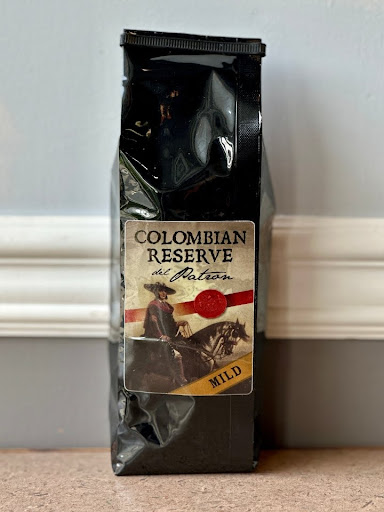 COLOMBIAN
RESERVE
del Patron
MILD